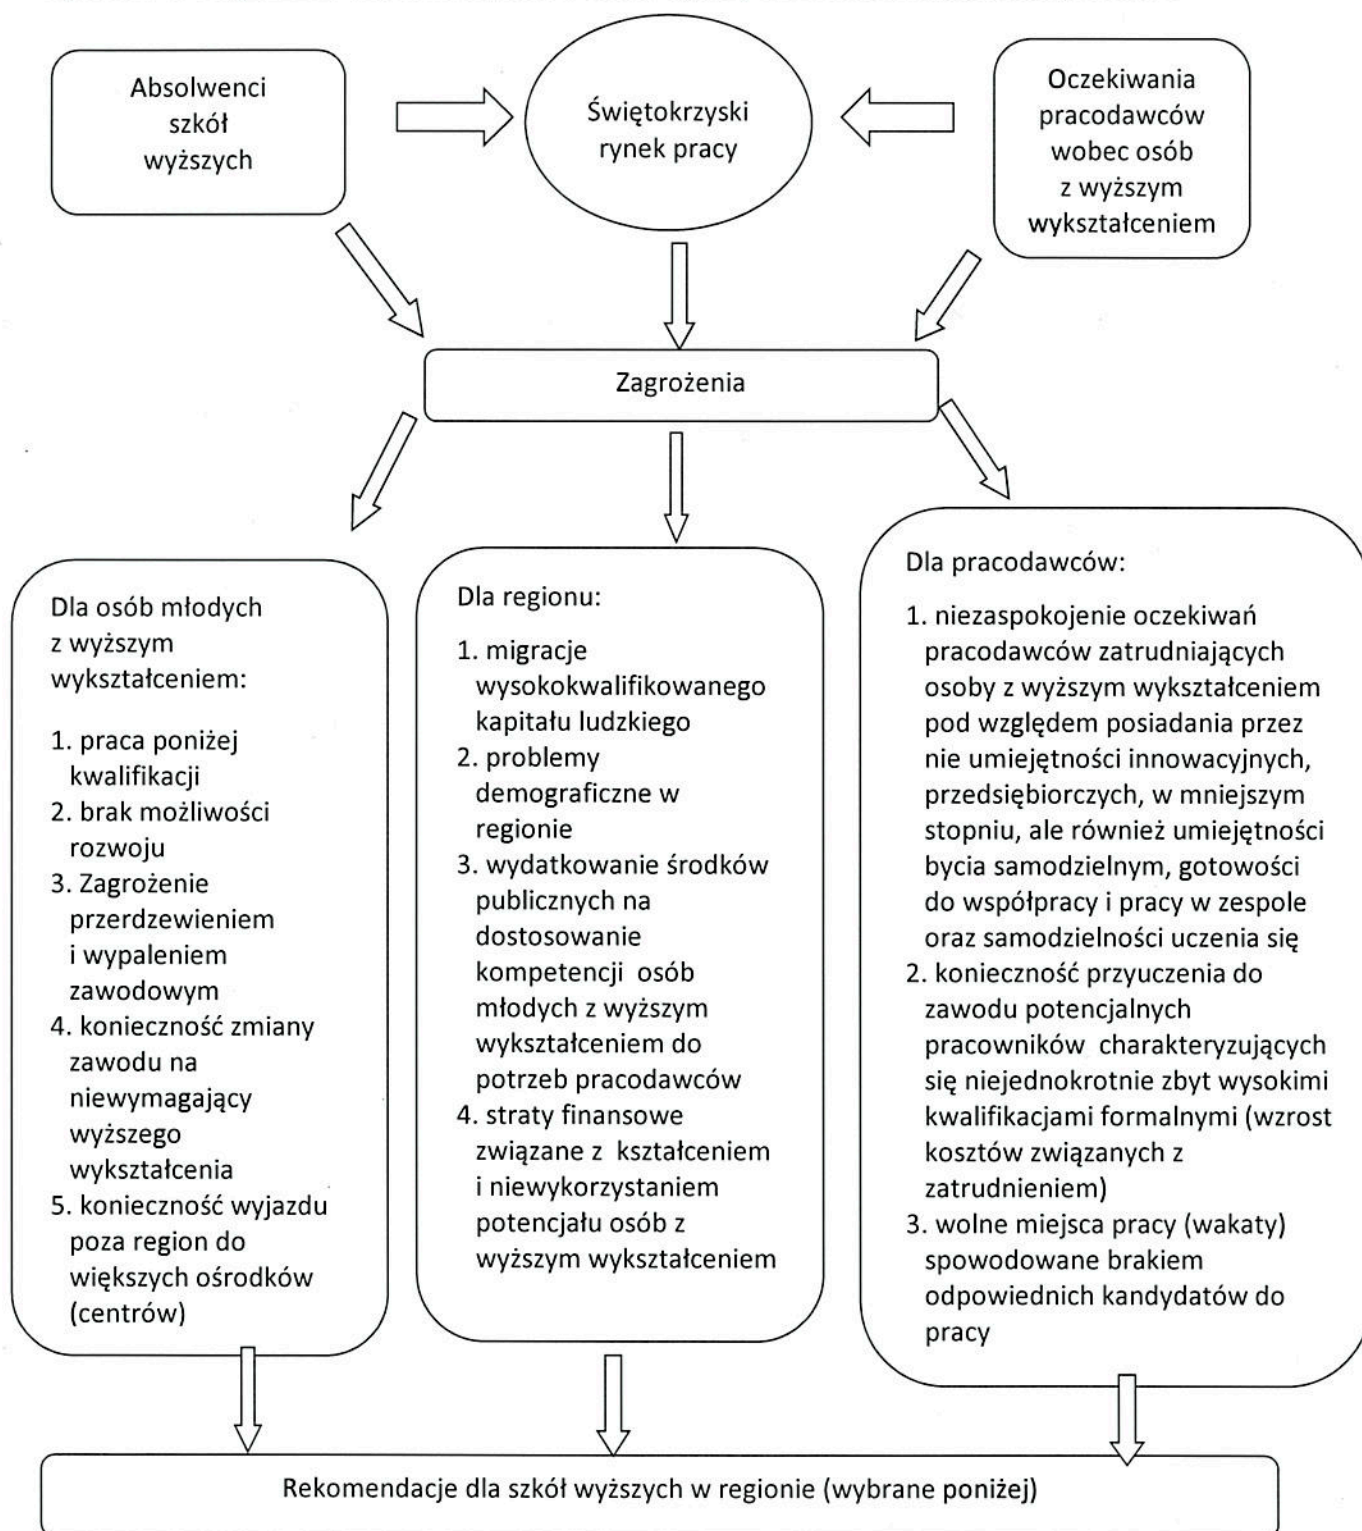 Absolwenci
szkół
wyższych
Świętokrzyski
rynek pracy
Oczekiwania
pracodawców
wobec osób
z wyższym
wykształceniem
Zagrożenia
Dla osób młodych
z wyższym
wykształceniem:
1. praca poniżej
kwalifikacji
2. brak możliwości
rozwoju
3. Zagrożenie
przerdzewieniem
i wypaleniem
zawodowym
4. konieczność zmiany
zawodu na
niewymagający
wyższego
wykształcenia
5. konieczność wyjazdu
poza region do
większych ośrodków
(centrów)
Dla regionu:
1. migracje
wysokokwalifikowanego
kapitału ludzkiego
2. problemy
demograficzne w
regionie
3. wydatkowanie środków
publicznych na
dostosowanie
kompetencji osób
młodych z wyższym
wykształceniem do
potrzeb pracodawców
4. straty finansowe
związane z kształceniem
i niewykorzystaniem
potencjału osób z
wyższym wykształceniem
Dla pracodawców:
1. niezaspokojenie oczekiwań
pracodawców zatrudniających
osoby z wyższym wykształceniem
pod względem posiadania przez
nie umiejętności innowacyjnych,
przedsiębiorczych, w mniejszym
stopniu, ale również umiejętności
bycia samodzielnym, gotowości
do współpracy i pracy w zespole
oraz samodzielności uczenia się
2. konieczność przyuczenia do
zawodu potencjalnych
pracowników charakteryzujących
się niejednokrotnie zbyt wysokimi
kwalifikacjami formalnymi (wzrost
kosztów związanych z
zatrudnieniem)
3. wolne miejsca pracy (wakaty)
spowodowane brakiem
odpowiednich kandydatów do
pracy
Rekomendacje dla szkół wyższych w regionie (wybrane poniżej)